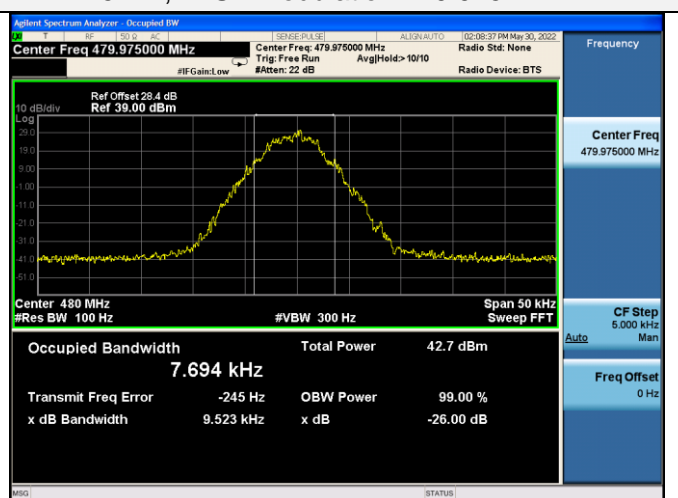 Agilent Spectrum Analyzer - Occupied BW
T RF 50 Ω AC SENSE:PULSE ALIGN AUTO 02:08:37 PM May 30, 2022
Center Freq 479.975000 MHz Center Freq: 479.975000 MHz Radio Std: None Frequency
Trig: Free Run Avg|Hold:> 10/10
#IFGain:Low #Atten: 22 dB Radio Device: BTS
Ref Offset 28.4 dB
10 dB/div Ref 39.00 dBm
Log
29.0
19.0
9.00
-1.00
-11.0
-21.0
-31.0
-41.0
-51.0
Center Freq
479.975000 MHz
Center 480 MHz Span 50 kHz
#Res BW 100 Hz #VBW 300 Hz Sweep FFT
CF Step
5.000 kHz
Auto Man
Occupied Bandwidth Total Power 42.7 dBm
7.694 kHz
Freq Offset
0 Hz
Transmit Freq Error -245 Hz OBW Power 99.00 %
x dB Bandwidth 9.523 kHz x dB -26.00 dB
MSG STATUS